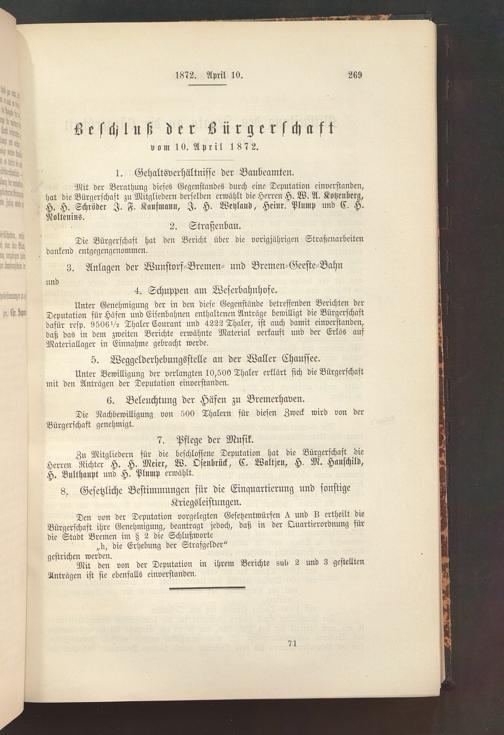 1872. April 10. 269
Beschluß der Bürgerschaft
vom 10. April 1872.
1. Gehaltsverhältnisse der Baubeamten.
Mit der Berathung dieses Gegenstandes durch eine Deputation einverstanden,
hat die Bürgerschaft zu Mitgliedern derselben erwählt die Herren H. W. A. Kotzenberg,
H. H. Schröder J. F. Kaufmann, J. H. Weyland, Heinr. Plump und C. H.
Noltenius.
2. Straßenbau.
Die Bürgerschaft hat den Bericht über die vorigjährigen Straßenarbeiten
dankend entgegengenommen.
3. Anlagen der Wunstorf-Bremen- und Bremen-Geeste-Bahn
und
4. Schuppen am Weserbahnhofe.
Unter Genehmigung der in den diese Gegenstände betreffenden Berichten der
Deputation für Häfen und Eisenbahnen enthaltenen Anträge bewilligt die Bürgerschaft
dafür resp. 9506½ Thaler Courant und 4222 Thaler, ist auch damit einverstanden,
daß das in dem zweiten Berichte erwähnte Material verkauft und der Erlös auf
Materiallager in Einnahme gebracht werde.
5. Weggelderhebungsstelle an der Waller Chaussee.
Unter Bewilligung der verlangten 10,500 Thaler erklärt sich die Bürgerschaft
mit den Anträgen der Deputation einverstanden.
6. Beleuchtung der Häfen zu Bremerhaven.
Die Nachbewilligung von 500 Thalern für diesen Zweck wird von der
Bürgerschaft genehmigt.
7. Pflege der Musik.
Zu Mitgliedern für die beschlossene Deputation hat die Bürgerschaft die
Herren Richter H. H. Meier, W. Osenbrück, C. Waltjen, H. M. Hauschild,
H. Bulthaupt und H. Plump erwählt.
8. Gesetzliche Bestimmungen für die Einquartierung und sonstige
Kriegsleistungen.
Den von der Deputation vorgelegten Gesetzentwürfen A und B ertheilt die
Bürgerschaft ihre Genehmigung, beantragt jedoch, daß in der Quartierordnung für
die Stadt Bremen im § 2 die Schlußworte
„h, die Erhebung der Strafgelder"
gestrichen werden.
Mit den von der Deputation in ihrem Berichte sub 2 und 3 gestellten
Anträgen ist sie ebenfalls einverstanden.
71